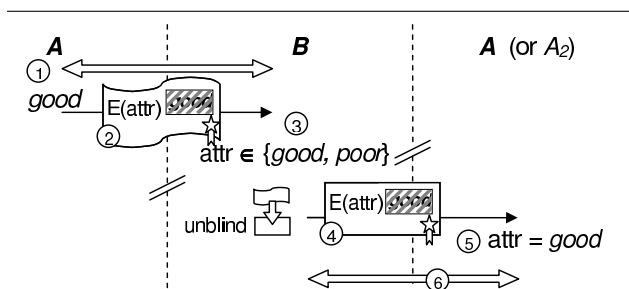 A B A (or A₂)
①
good
E(attr) good
②
③
attr ∈ {good, poor}
E(attr) good
unblind
④
⑤ attr = good
⑥